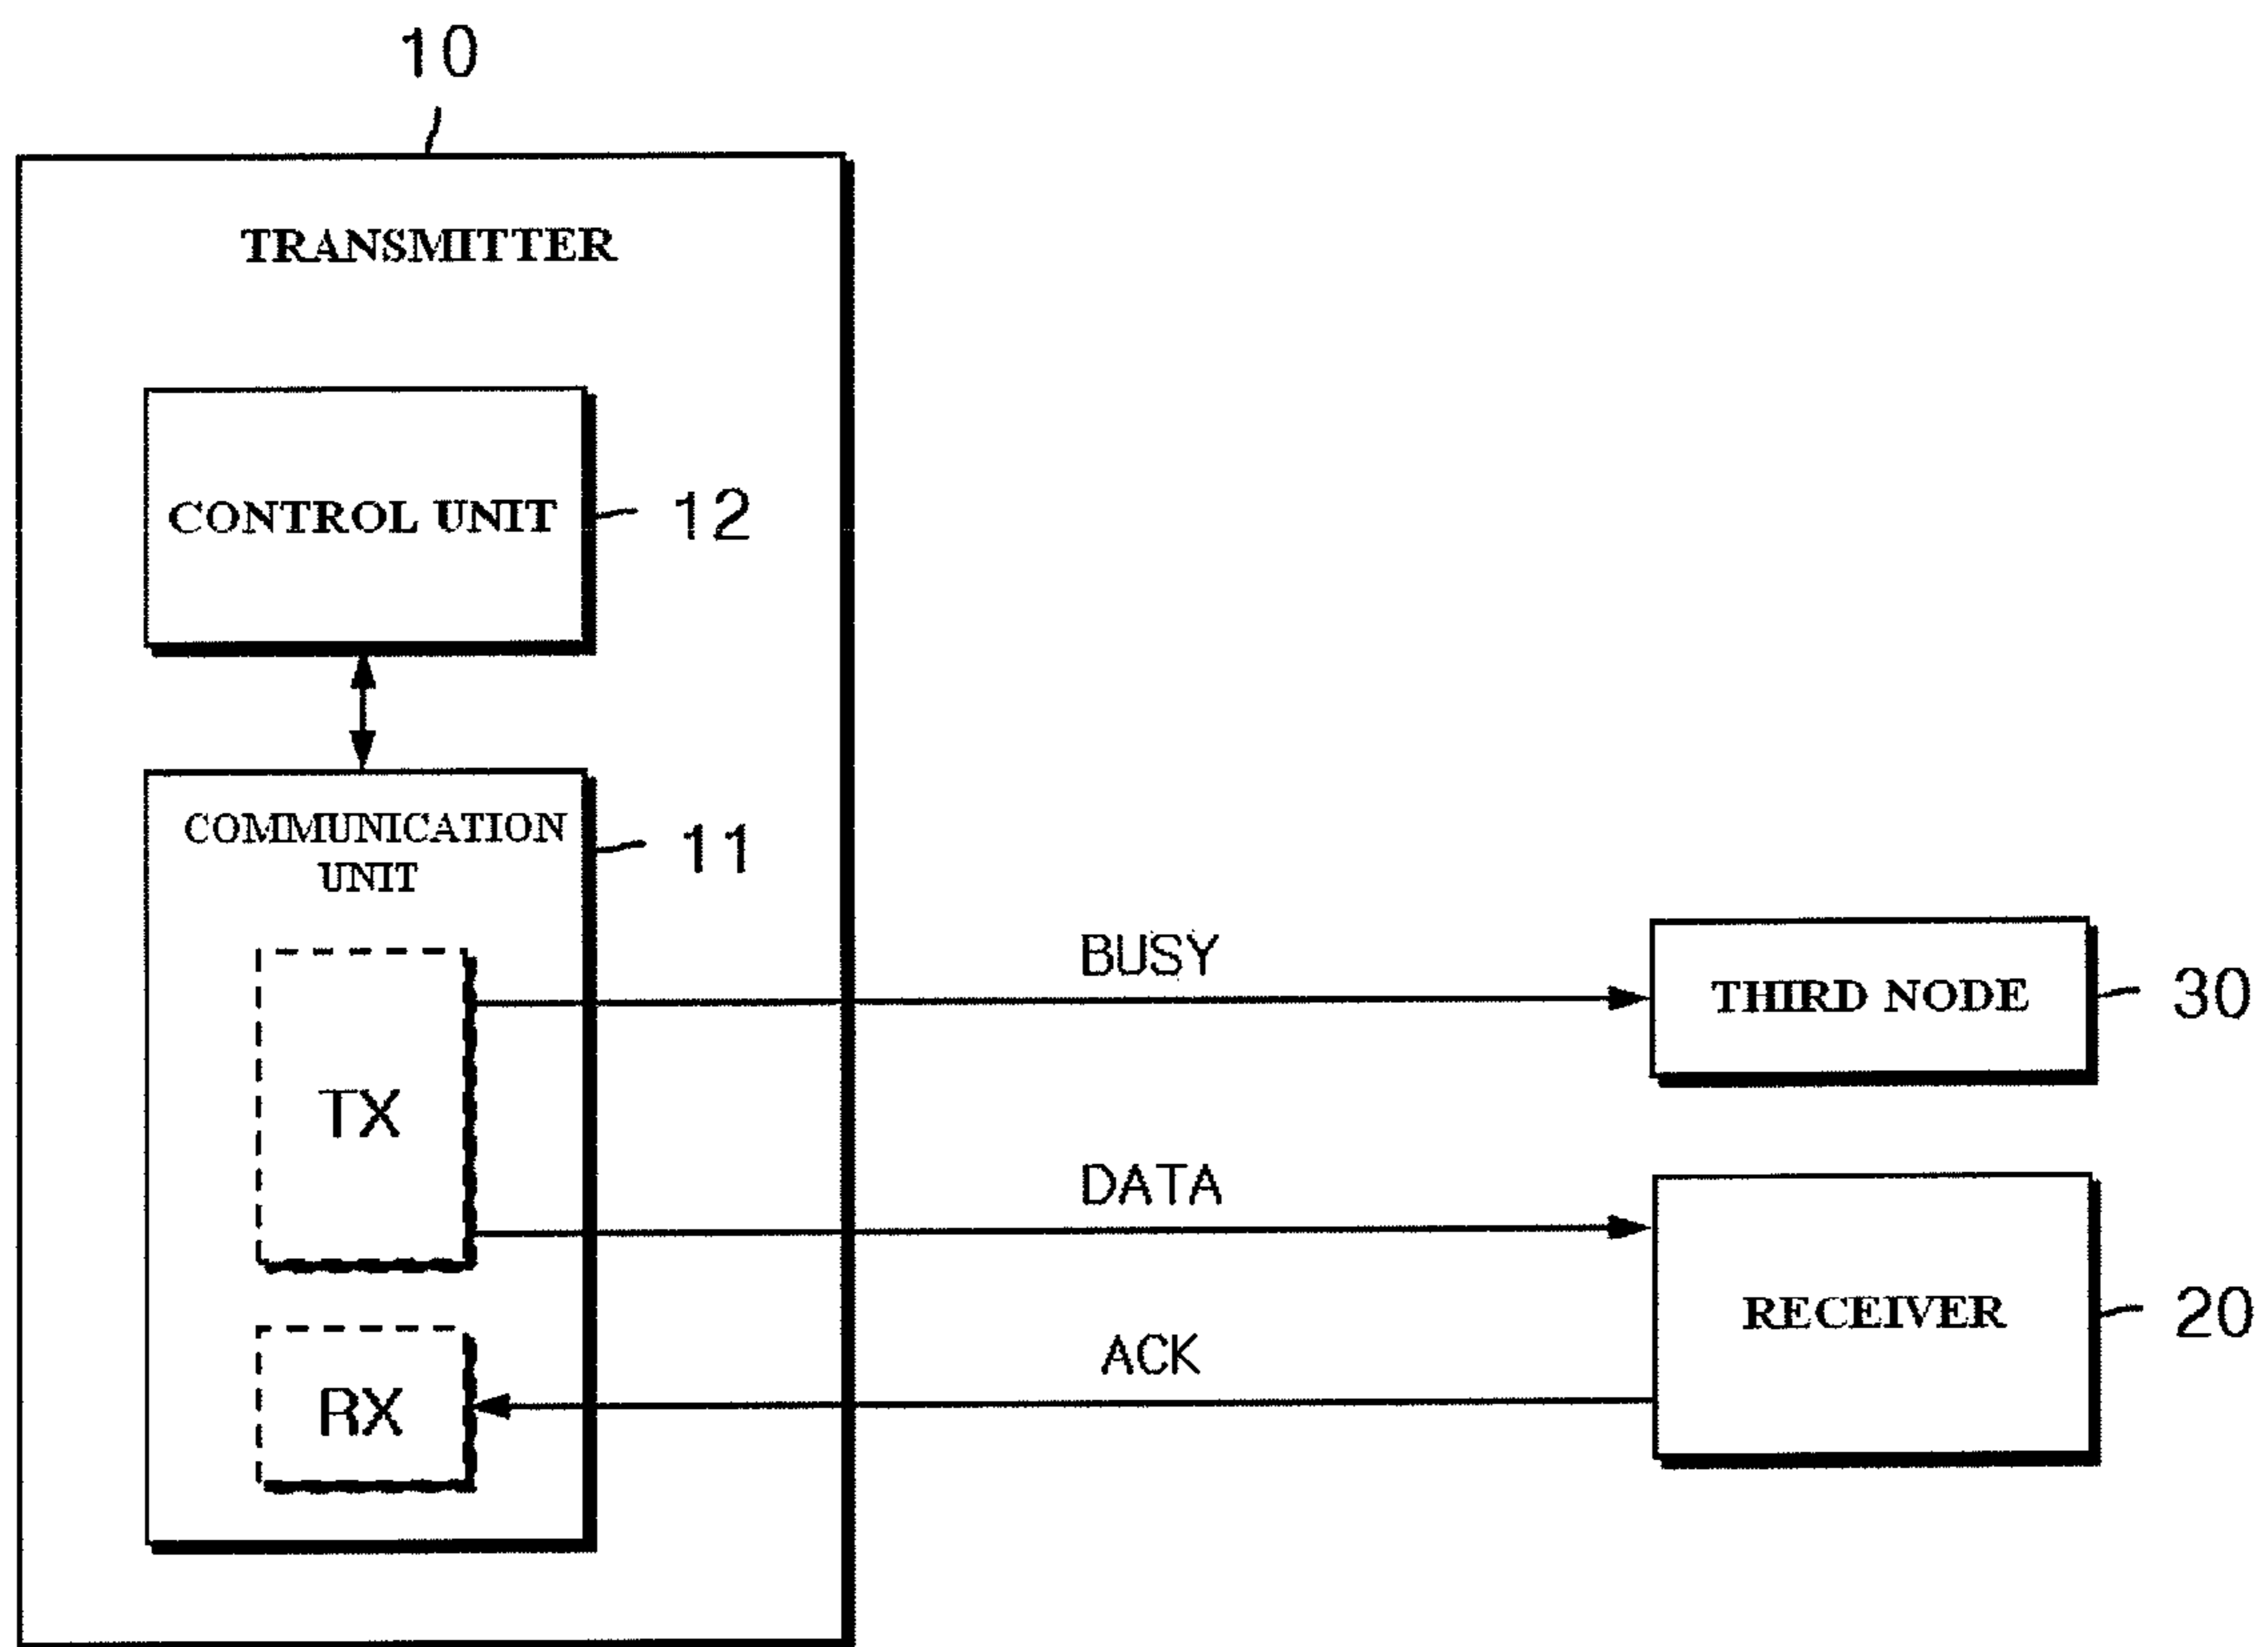 10
TRANSMITTER
CONTROL UNIT
12
COMMUNICATION
UNIT
11
TX
RX
BUSY
DATA
ACK
THIRD NODE
30
RECEIVER
20